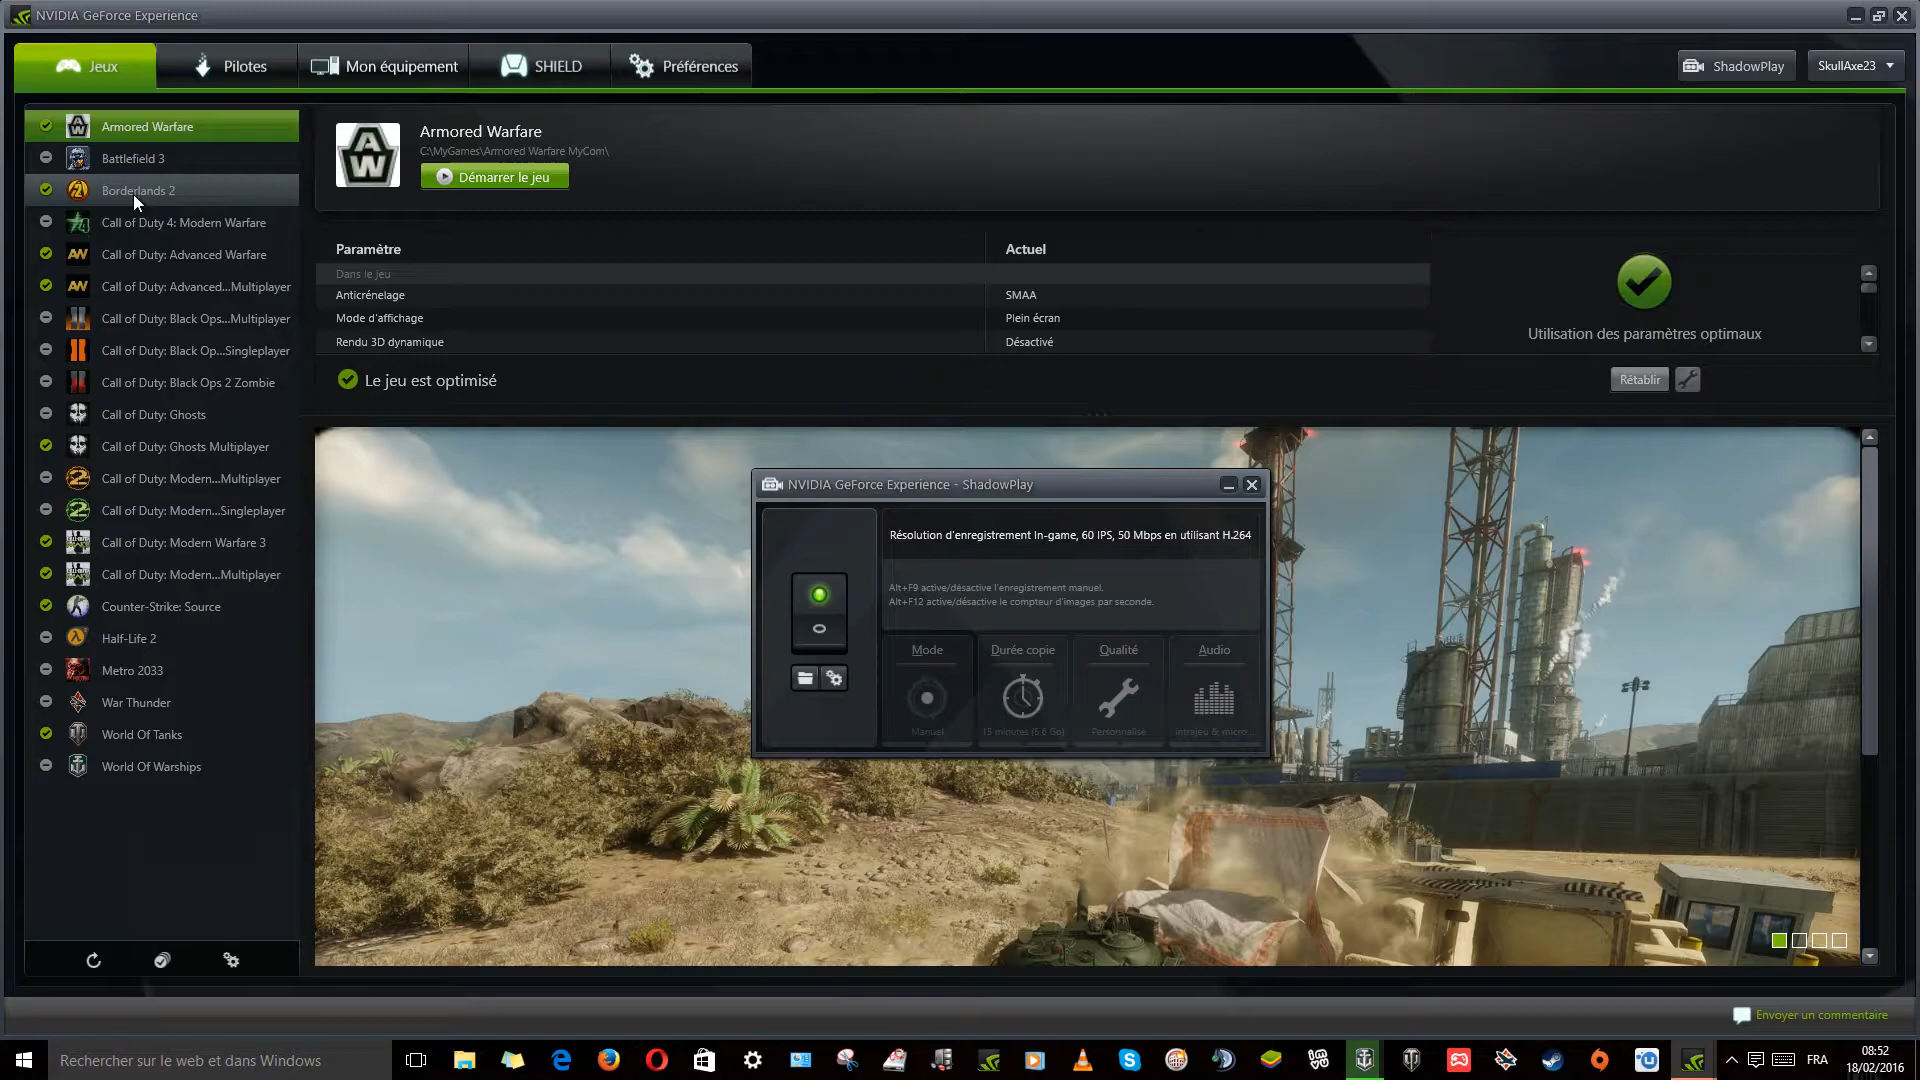 NVIDIA GeForce Experience
Jeux
Pilotes
Mon équipement
SHIELD
Préférences
ShadowPlay
SkullAxe23
Armored Warfare
Battlefield 3
Borderlands 2
Call of Duty 4: Modern Warfare
Call of Duty: Advanced Warfare
Call of Duty: Advanced...Multiplayer
Call of Duty: Black Ops...Multiplayer
Call of Duty: Black Op...Singleplayer
Call of Duty: Black Ops 2 Zombie
Call of Duty: Ghosts
Call of Duty: Ghosts Multiplayer
Call of Duty: Modern...Multiplayer
Call of Duty: Modern...Singleplayer
Call of Duty: Modern Warfare 3
Call of Duty: Modern...Multiplayer
Counter-Strike: Source
Half-Life 2
Metro 2033
War Thunder
World Of Tanks
World Of Warships
AW
Armored Warfare
C:\MyGames\Armored Warfare MyCom\
Démarrer le jeu
Paramètre
Actuel
Dans le jeu
Anticrénelage
SMAA
Mode d'affichage
Plein écran
Rendu 3D dynamique
Désactivé
Utilisation des paramètres optimaux
Le jeu est optimisé
Rétablir
NVIDIA GeForce Experience - ShadowPlay
Résolution d'enregistrement In-game, 60 IPS, 50 Mbps en utilisant H.264
Alt+F9 active/désactive l'enregistrement manuel.
Alt+F12 active/désactive le compteur d'images par seconde.
Mode
Durée copie
Qualité
Audio
Manuel
15 minutes (5.6 Go)
Personnalisé
Intrajeu & micro...
Envoyer un commentaire
Rechercher sur le web et dans Windows
FRA
08:52
18/02/2016